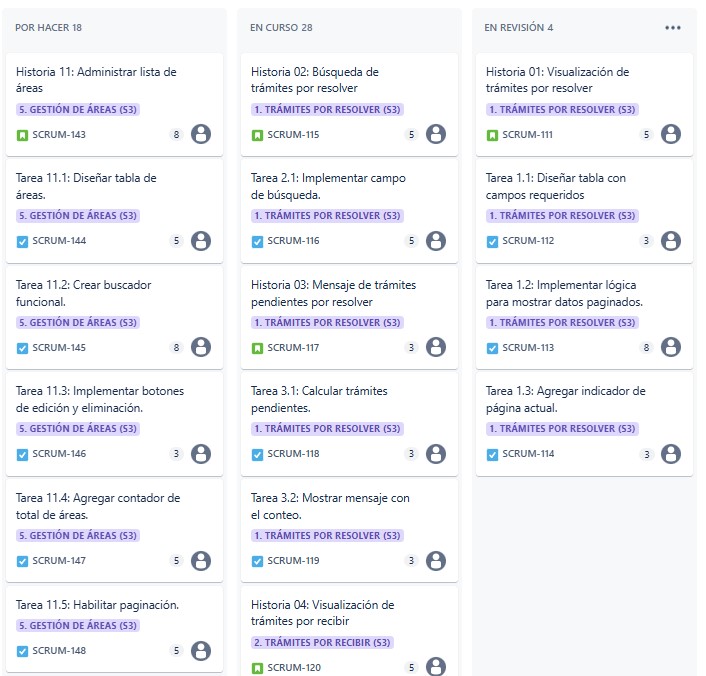 POR HACER 18
Historia 11: Administrar lista de
áreas
5. GESTIÓN DE ÁREAS (S3)
SCRUM-143 8
Tarea 11.1: Diseñar tabla de
áreas.
5. GESTIÓN DE ÁREAS (S3)
SCRUM-144 5
Tarea 11.2: Crear buscador
funcional.
5. GESTIÓN DE ÁREAS (S3)
SCRUM-145 8
Tarea 11.3: Implementar botones
de edición y eliminación.
5. GESTIÓN DE ÁREAS (S3)
SCRUM-146 3
Tarea 11.4: Agregar contador de
total de áreas.
5. GESTIÓN DE ÁREAS (S3)
SCRUM-147 5
Tarea 11.5: Habilitar paginación.
5. GESTIÓN DE ÁREAS (S3)
SCRUM-148 5
EN CURSO 28
Historia 02: Búsqueda de
trámites por resolver
1. TRÁMITES POR RESOLVER (S3)
SCRUM-115 5
Tarea 2.1: Implementar campo
de búsqueda.
1. TRÁMITES POR RESOLVER (S3)
SCRUM-116 5
Historia 03: Mensaje de trámites
pendientes por resolver
1. TRÁMITES POR RESOLVER (S3)
SCRUM-117 3
Tarea 3.1: Calcular trámites
pendientes.
1. TRÁMITES POR RESOLVER (S3)
SCRUM-118 3
Tarea 3.2: Mostrar mensaje con
el conteo.
1. TRÁMITES POR RESOLVER (S3)
SCRUM-119 3
Historia 04: Visualización de
trámites por recibir
2. TRÁMITES POR RECIBIR (S3)
SCRUM-120 5
EN REVISIÓN 4
Historia 01: Visualización de
trámites por resolver
1. TRÁMITES POR RESOLVER (S3)
SCRUM-111 5
Tarea 1.1: Diseñar tabla con
campos requeridos
1. TRÁMITES POR RESOLVER (S3)
SCRUM-112 3
Tarea 1.2: Implementar lógica
para mostrar datos paginados.
1. TRÁMITES POR RESOLVER (S3)
SCRUM-113 8
Tarea 1.3: Agregar indicador de
página actual.
1. TRÁMITES POR RESOLVER (S3)
SCRUM-114 3